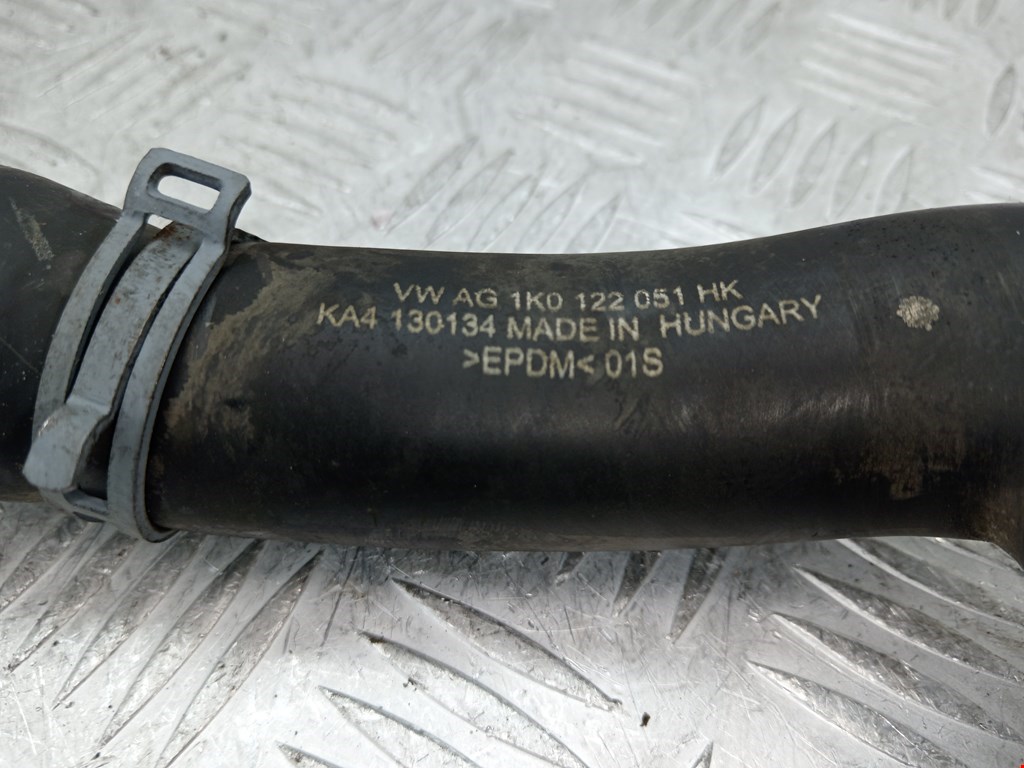 VW AG 1K0 122 051 HK
KA4 130134 MADE IN HUNGARY
>EPDM< 01S